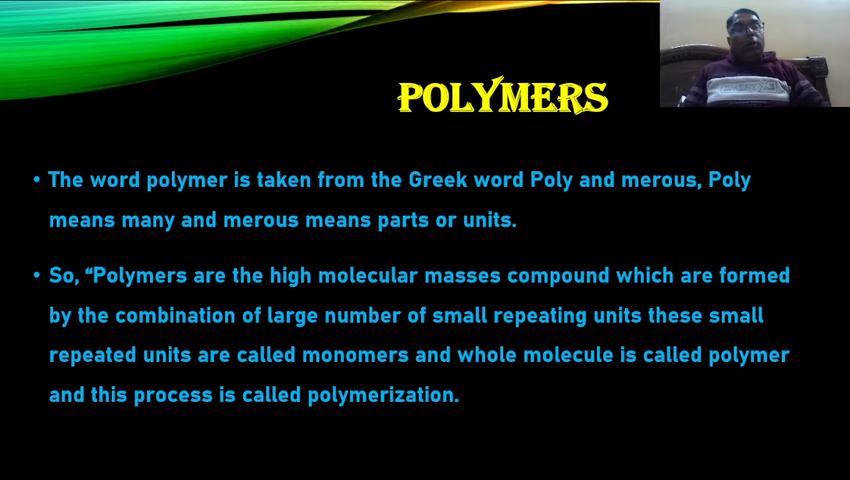 POLYMERS
• The word polymer is taken from the Greek word Poly and merous, Poly
means many and merous means parts or units.
• So, “Polymers are the high molecular masses compound which are formed
by the combination of large number of small repeating units these small
repeated units are called monomers and whole molecule is called polymer
and this process is called polymerization.